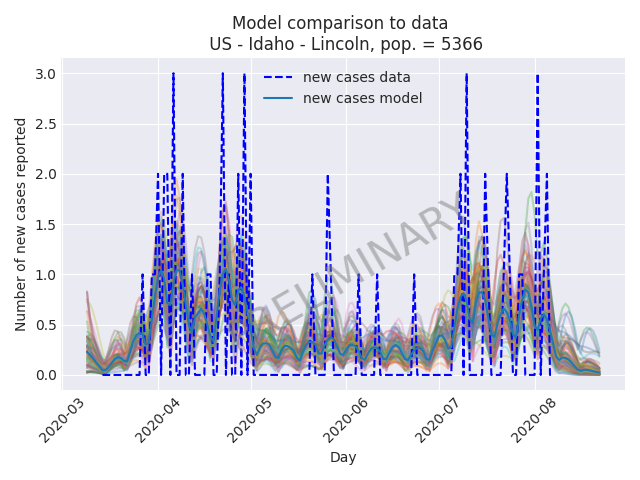 Model comparison to data
US - Idaho - Lincoln, pop. = 5366
new cases data
new cases model
Number of new cases reported
3.0
2.5
2.0
1.5
1.0
0.5
0.0
PRELIMINARY
2020-03
2020-04
2020-05
2020-06
2020-07
2020-08
Day